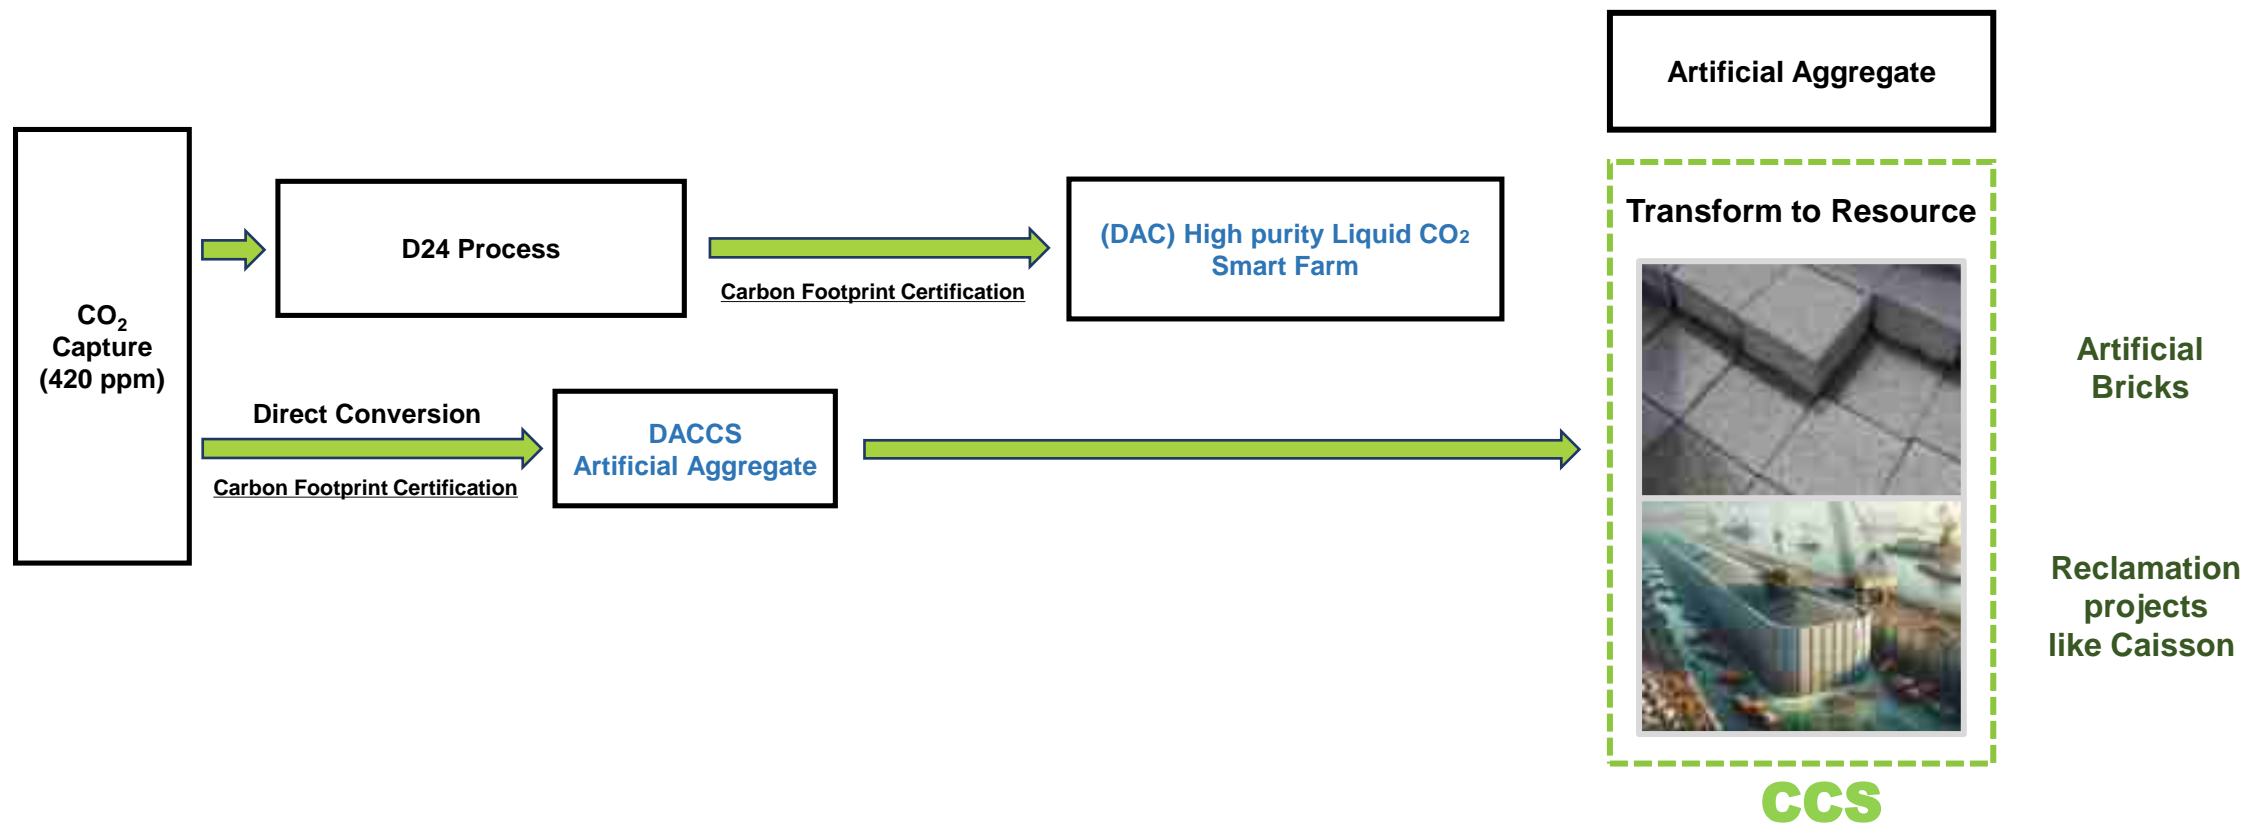 CO₂
Capture
(420 ppm)
D24 Process
Carbon Footprint Certification
(DAC) High purity Liquid CO₂
Smart Farm
Direct Conversion
Carbon Footprint Certification
DACCS
Artificial Aggregate
Artificial Aggregate
Transform to Resource
Artificial
Bricks
Reclamation
projects
like Caisson
CCS